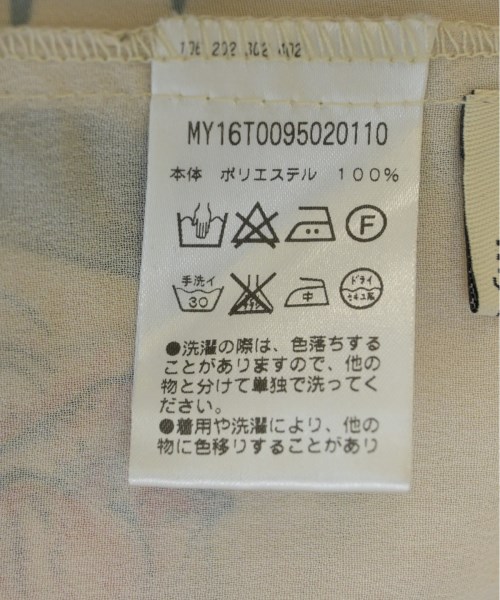 MY16T0095020110
本体 ポリエステル 100%
F
手洗イ
30
中
ドライ
セキユ系
●洗濯の際は、色落ちする
ことがありますので、他の
物と分けて単独で洗ってく
ださい。
●着用や洗濯により、他の
物に色移りすることがあり